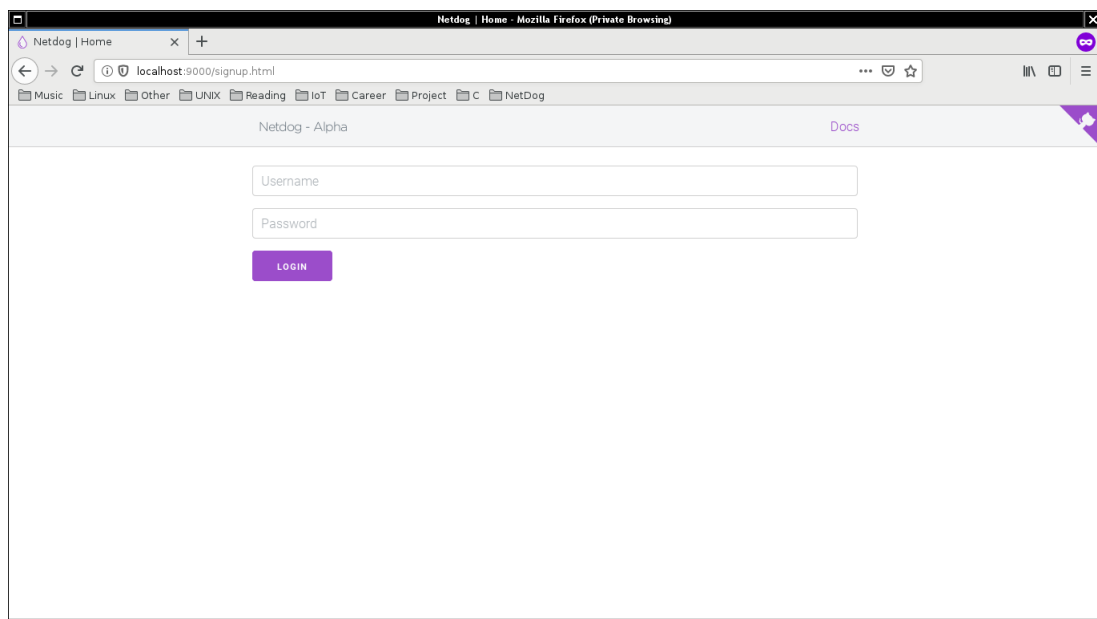 Netdog | Home - Mozilla Firefox (Private Browsing)
Netdog | Home
localhost:9000/signup.html
Music Linux Other UNIX Reading IoT Career Project C NetDog
Netdog - Alpha Docs
Username
Password
LOGIN